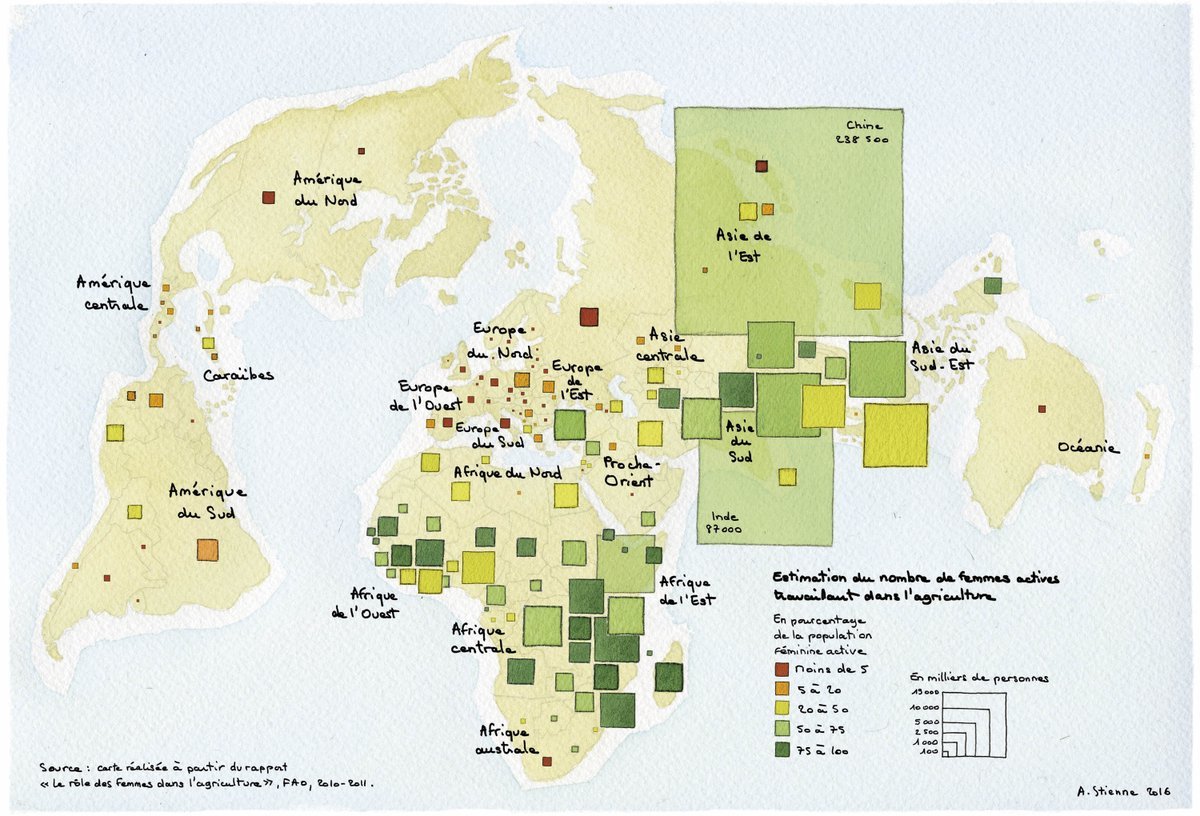 Chine
238 500
Amérique
du Nord
Asie de
l'Est
Amérique
centrale
Europe
du Nord
Asie
centrale
Asie du
Sud-Est
Caraïbes
Europe
de l'Ouest
Europe
de
l'Est
Europe
du Sud
Asie
du
Sud
Océanie
Afrique du Nord
Proche-
Orient
Amérique
du Sud
Inde
87000
Afrique
de l'Ouest
Afrique
de l'Est
Afrique
centrale
Afrique
australe
Estimation du nombre de femmes actives
travaillant dans l'agriculture
En pourcentage
de la population
féminine active
Moins de 5
5 à 20
20 à 50
50 à 75
75 à 100
En milliers de personnes
19000
10 000
5 000
2 500
1 000
100
Source : carte réalisée à partir du rapport
« Le rôle des femmes dans l'agriculture », FAO, 2010-2011.
A. Stienne 2016